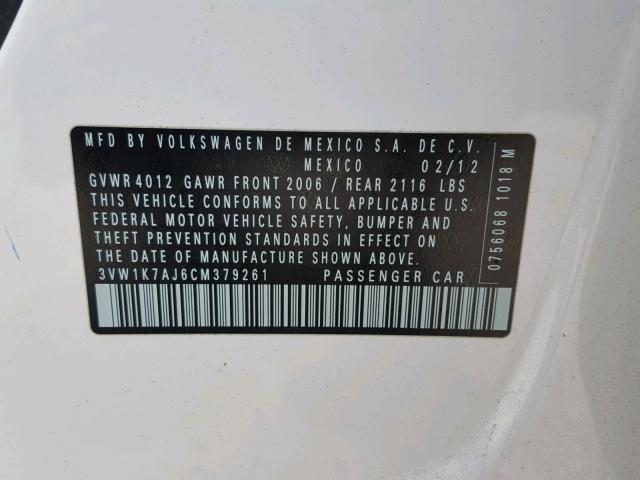 MFD BY VOLKSWAGEN DE MEXICO S.A. DE C.V.
MEXICO 02/12
GVWR 4012 GAWR FRONT 2006 / REAR 2116 LBS
THIS VEHICLE CONFORMS TO ALL APPLICABLE U.S.
FEDERAL MOTOR VEHICLE SAFETY, BUMPER AND
THEFT PREVENTION STANDARDS IN EFFECT ON
THE DATE OF MANUFACTURE SHOWN ABOVE.
3VW1K7AJ6CM379261 PASSENGER CAR
0756068 1018 M